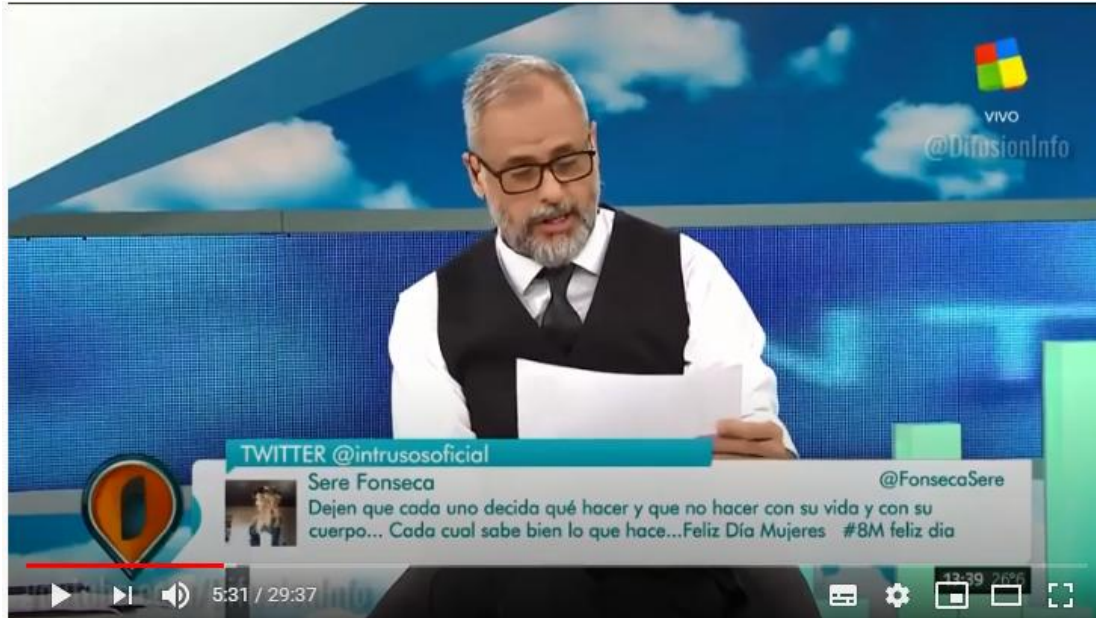 VIVO
@DifusionInfo
NT
TWITTER @intrusosoficial
Sere Fonseca
@FonsecaSere
Dejen que cada uno decida qué hacer y que no hacer con su vida y con su
cuerpo... Cada cual sabe bien lo que hace...Feliz Día Mujeres #8M feliz dia
5:31 / 29:37
13:39 26°6